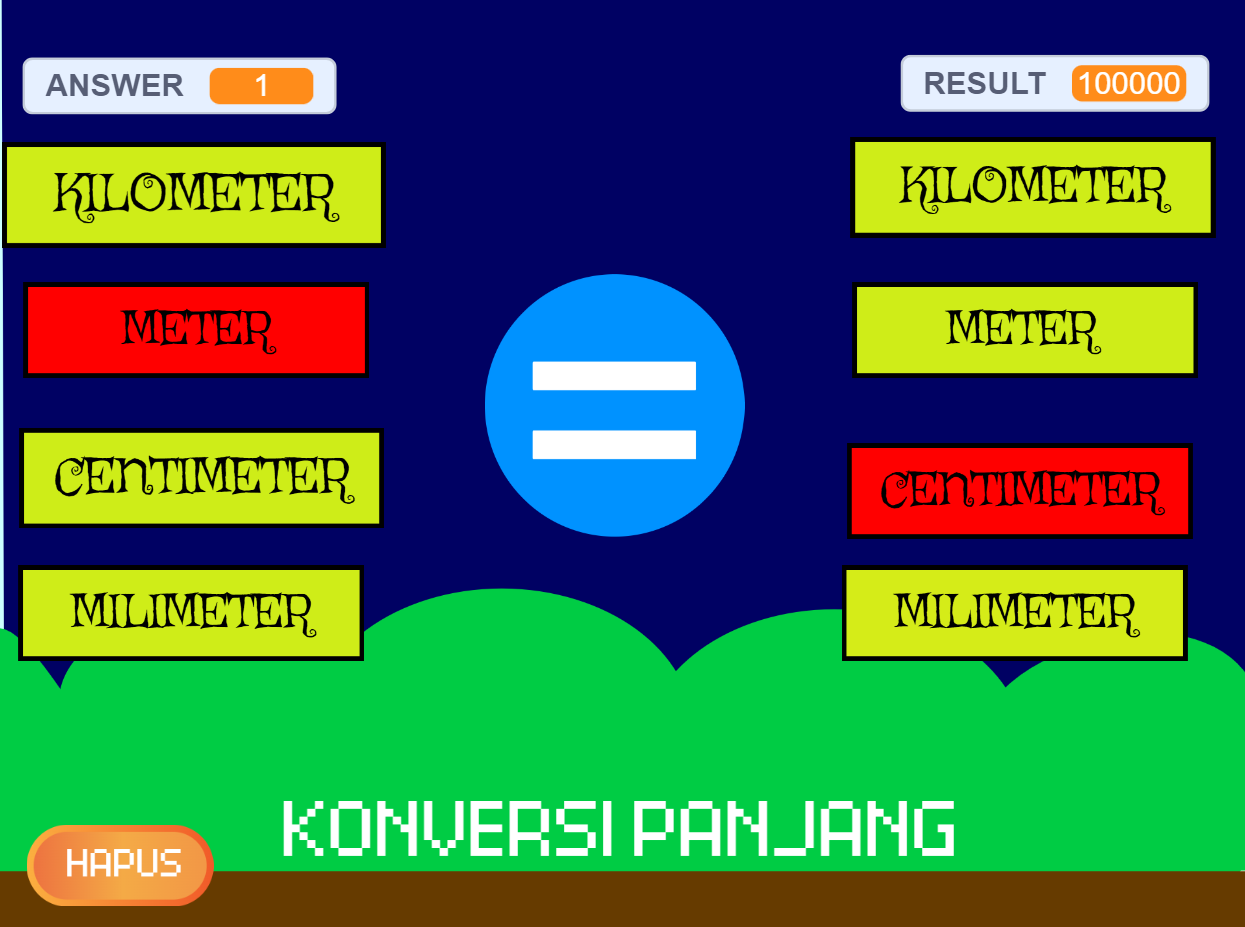 ANSWER 1
RESULT 100000
KILOMETER
KILOMETER
METER
METER
CENTIMETER
CENTIMETER
MILIMETER
MILIMETER
KONVERSI PANJANG
HAPUS